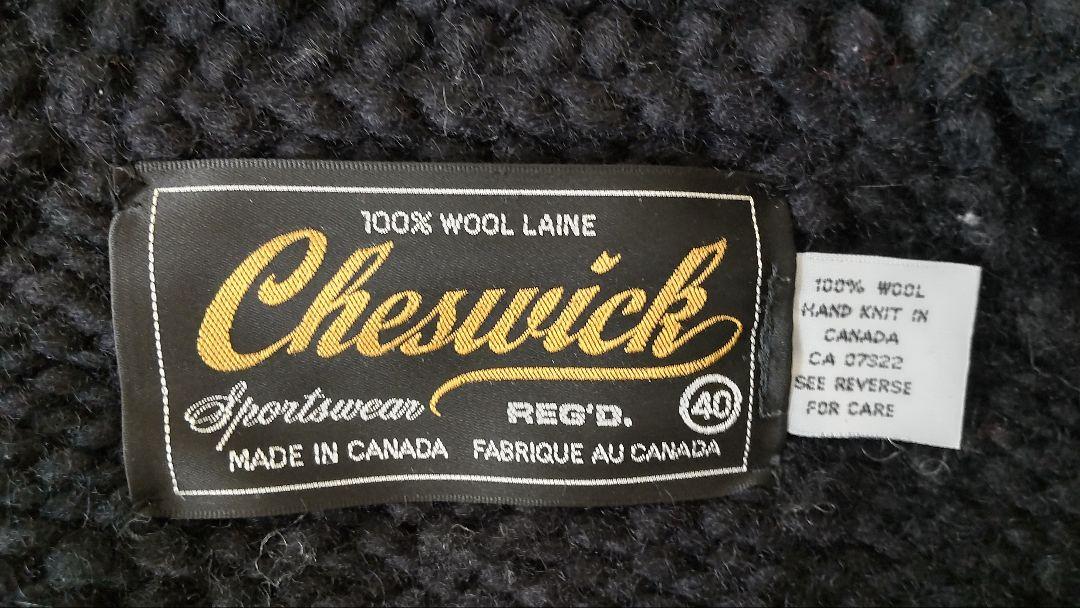 100% WOOL LAINE
Cheswick
Sportswear REG'D. 40
MADE IN CANADA FABRIQUE AU CANADA
100% WOOL
HAND KNIT IN
CANADA
CA 07322
SEE REVERSE
FOR CARE